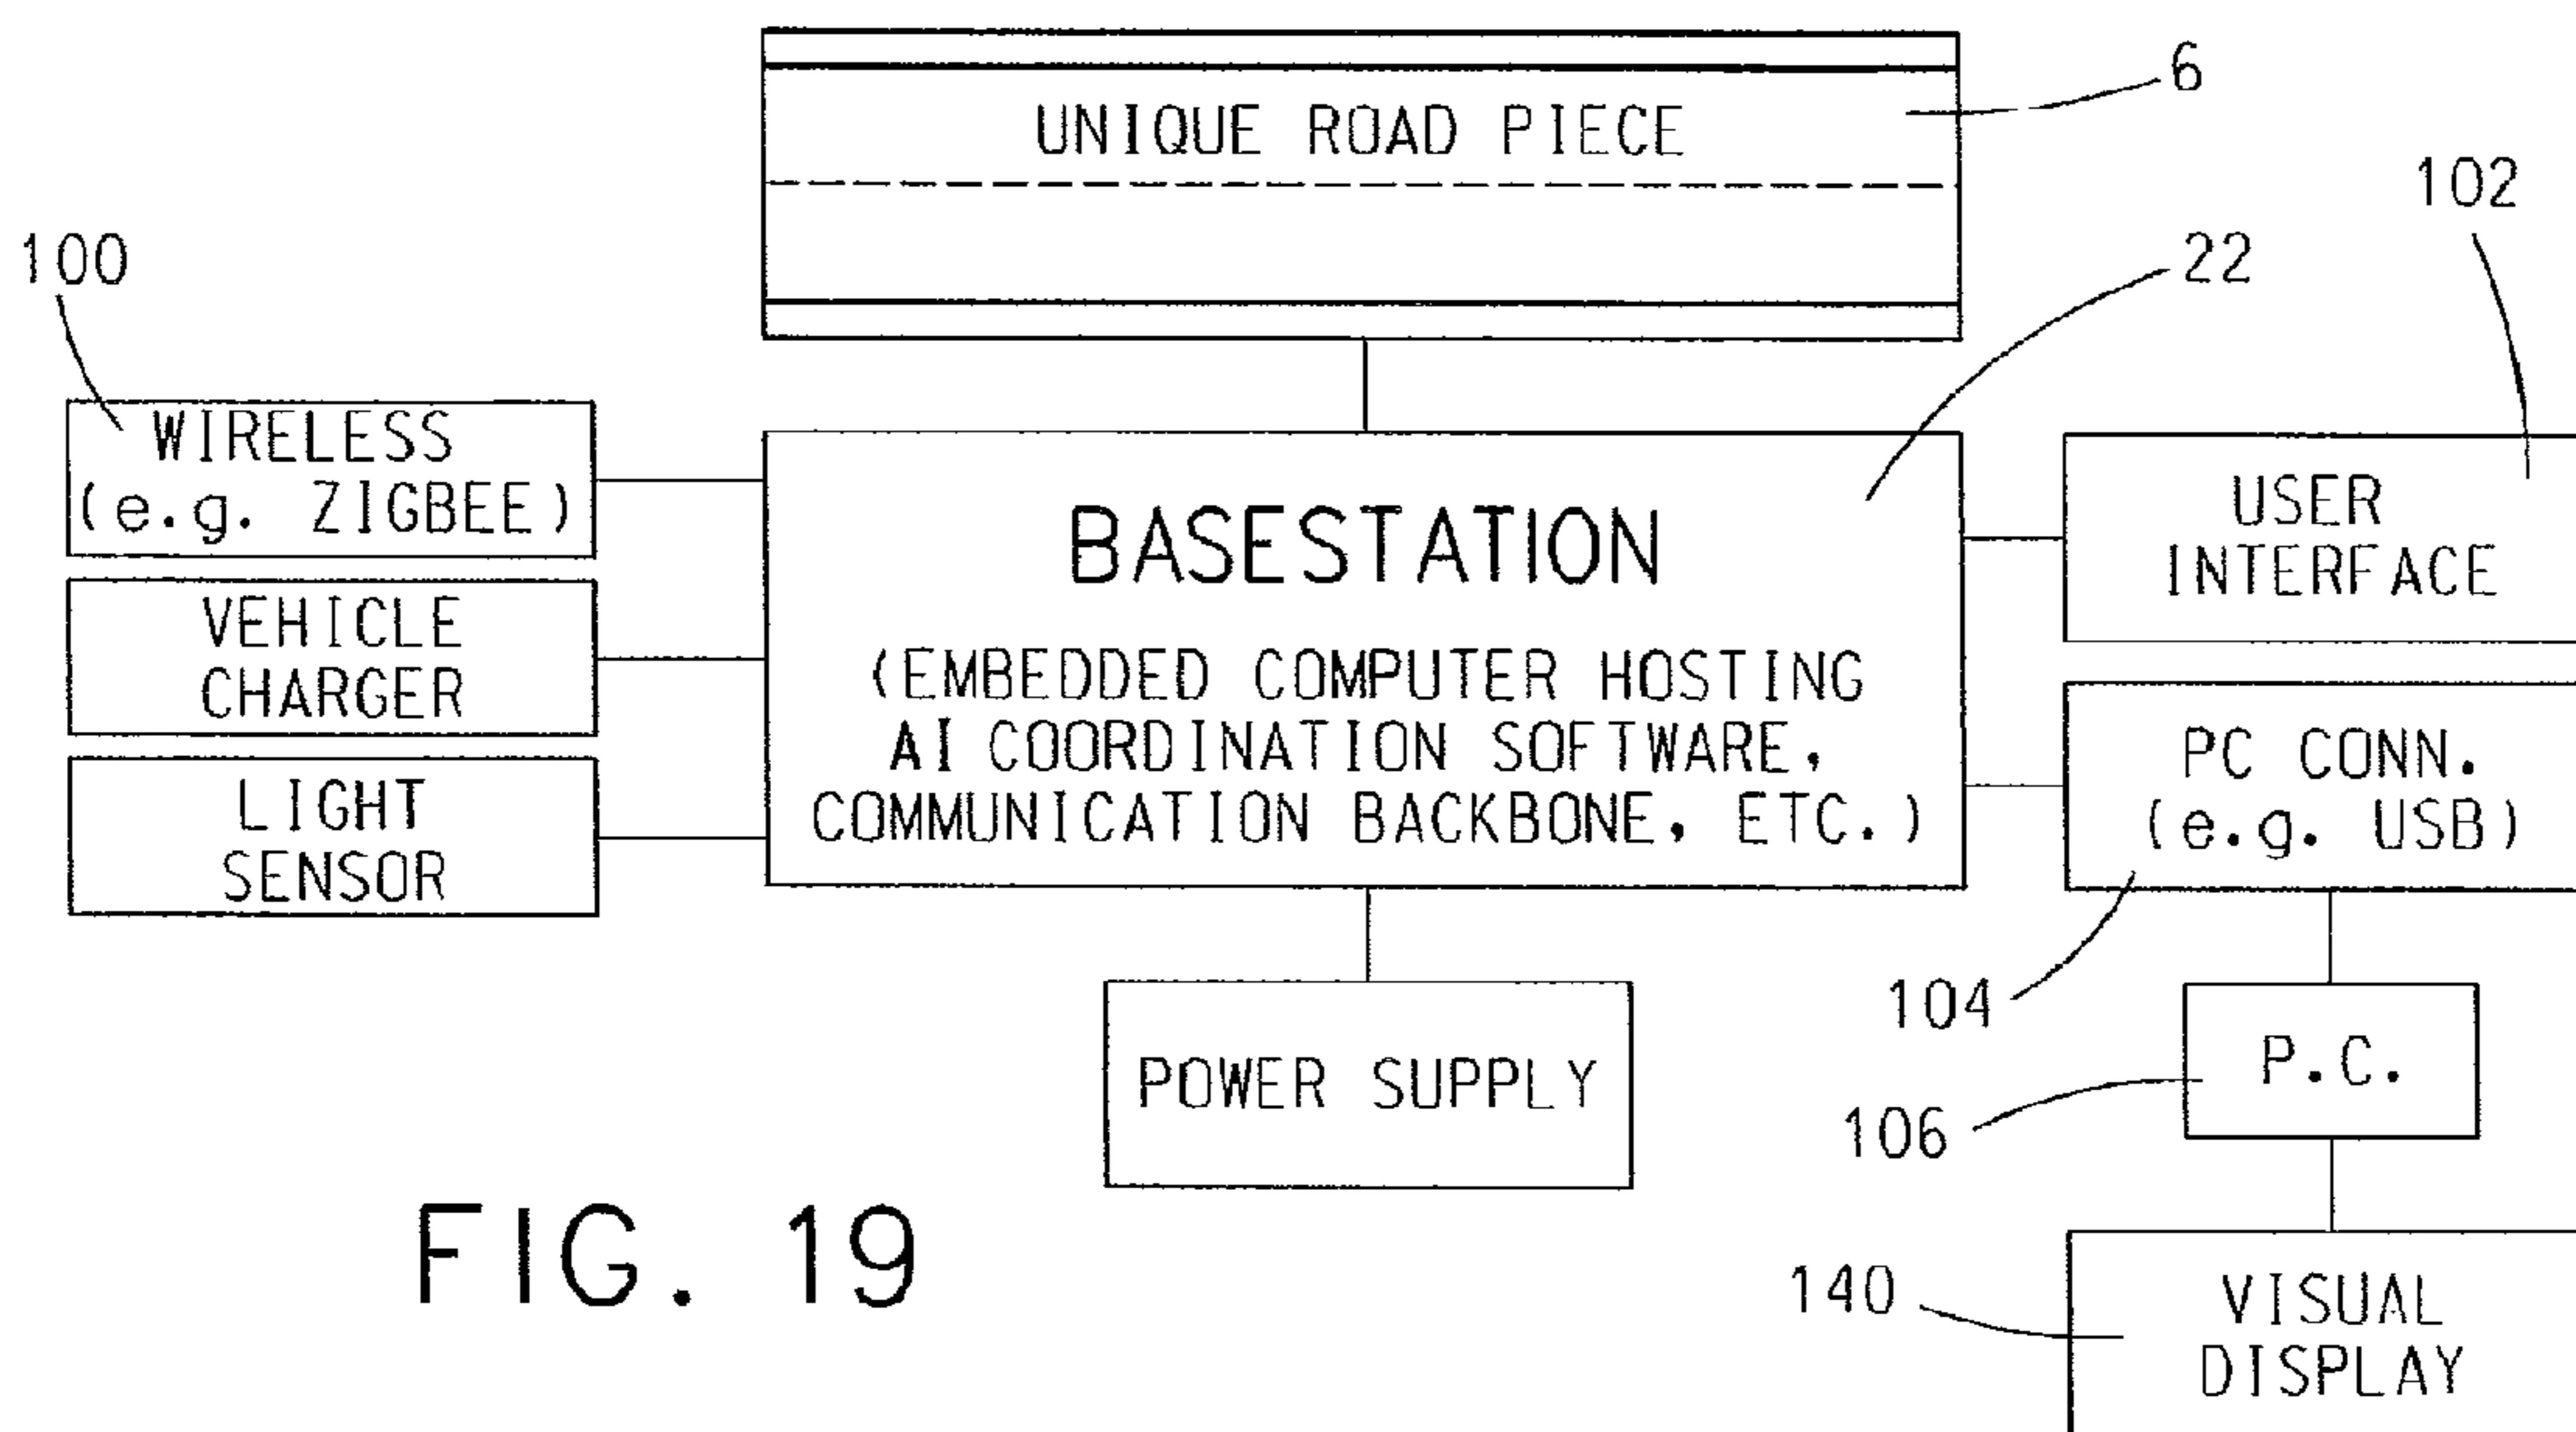 UNIQUE ROAD PIECE
6
102
22
100
WIRELESS
(e.g. ZIGBEE)
VEHICLE
CHARGER
LIGHT
SENSOR
BASESTATION
(EMBEDDED COMPUTER HOSTING
AI COORDINATION SOFTWARE,
COMMUNICATION BACKBONE, ETC.)
USER
INTERFACE
PC CONN.
(e.g. USB)
104
POWER SUPPLY
P.C.
106
140
VISUAL
DISPLAY
FIG. 19